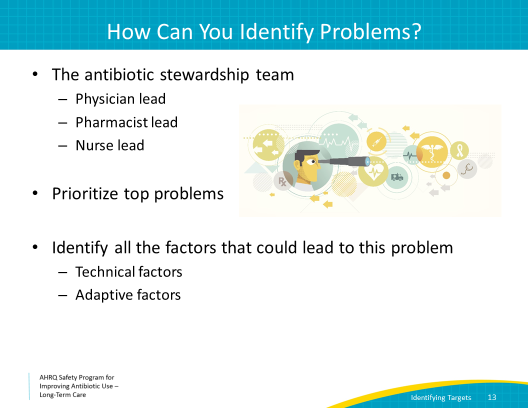 How Can You Identify Problems?
• The antibiotic stewardship team
– Physician lead
– Pharmacist lead
– Nurse lead
• Prioritize top problems
• Identify all the factors that could lead to this problem
– Technical factors
– Adaptive factors
AHRQ Safety Program for
Improving Antibiotic Use –
Long-Term Care
Identifying Targets 13